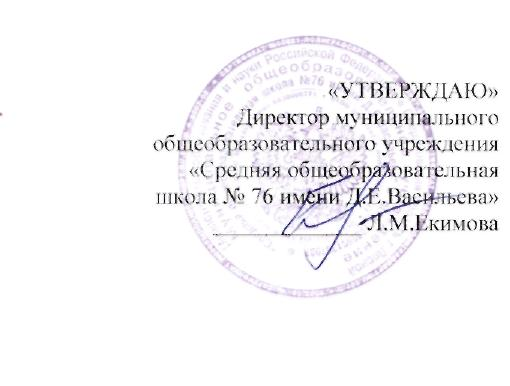 «УТВЕРЖДАЮ»
Директор муниципального
общеобразовательного учреждения
«Средняя общеобразовательная
школа № 76 имени Д.Е.Васильева»
Л.М.Екимова